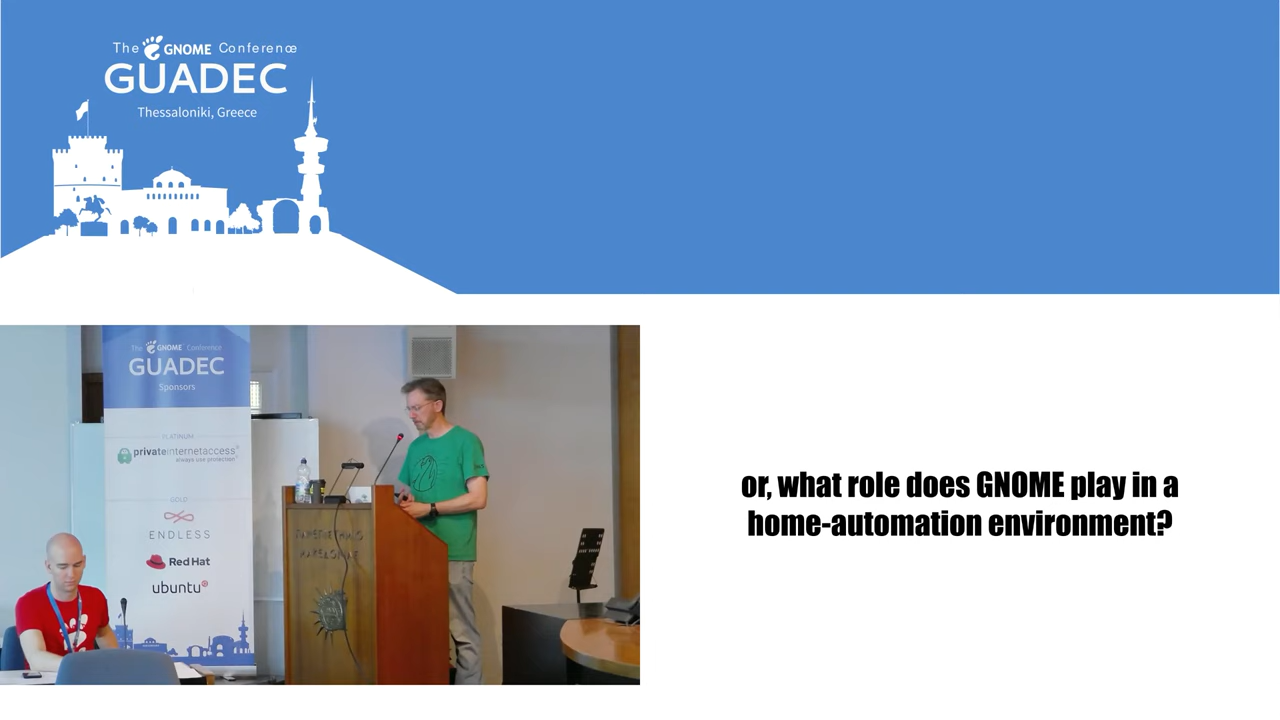 The GNOME Conference
GUADEC
Thessaloniki, Greece
The GNOME Conference
GUADEC
Sponsors
PLATINUM
privateinternetaccess
always use protection
GOLD
ENDLESS
Red Hat
ubuntu
or, what role does GNOME play in a
home-automation environment?